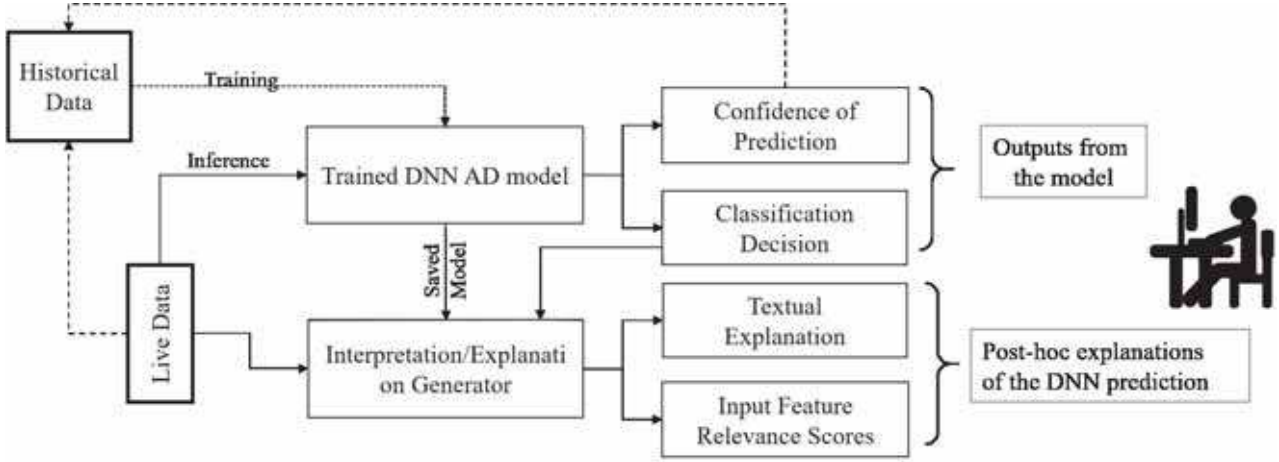 Historical
Data
Training
Confidence of
Prediction
Outputs from
the model
Inference
Trained DNN AD model
Classification
Decision
Saved
Model
Live Data
Textual
Explanation
Interpretation/Explanati
on Generator
Post-hoc explanations
of the DNN prediction
Input Feature
Relevance Scores